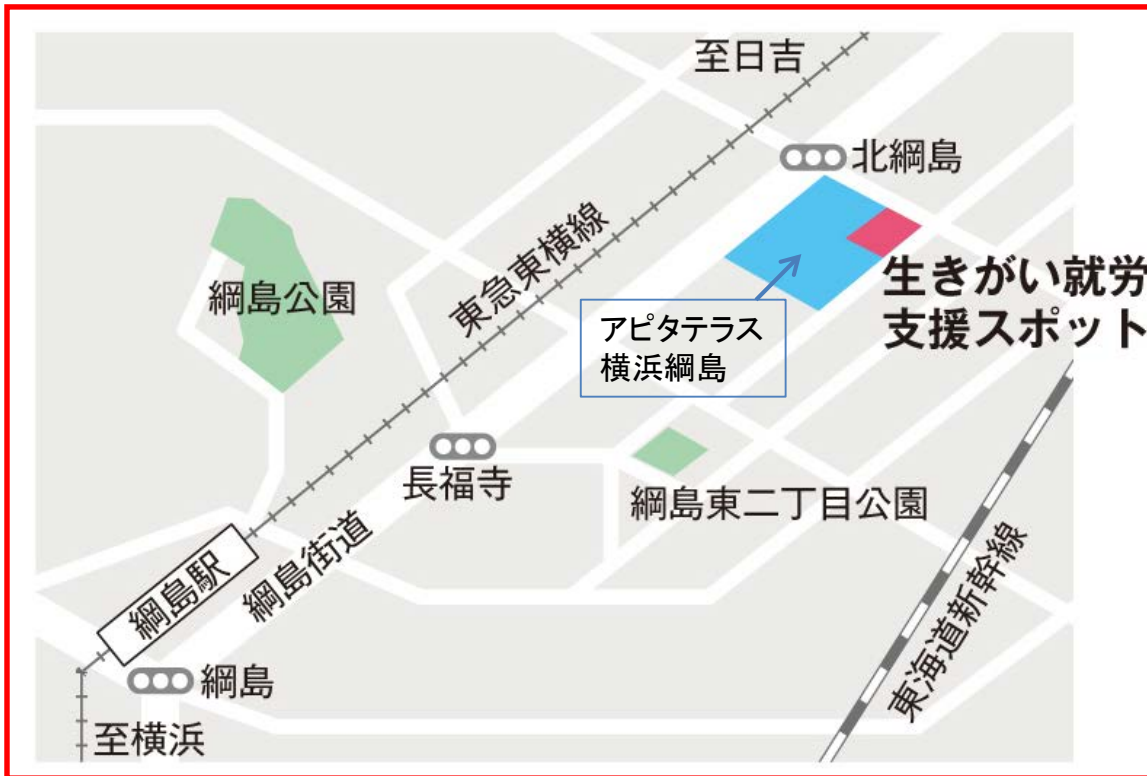 至日吉
北綱島
東急東横線
綱島公園
生きがい就労
支援スポット
アピタテラス
横浜綱島
長福寺
綱島東二丁目公園
綱島街道
綱島駅
東海道新幹線
綱島
至横浜